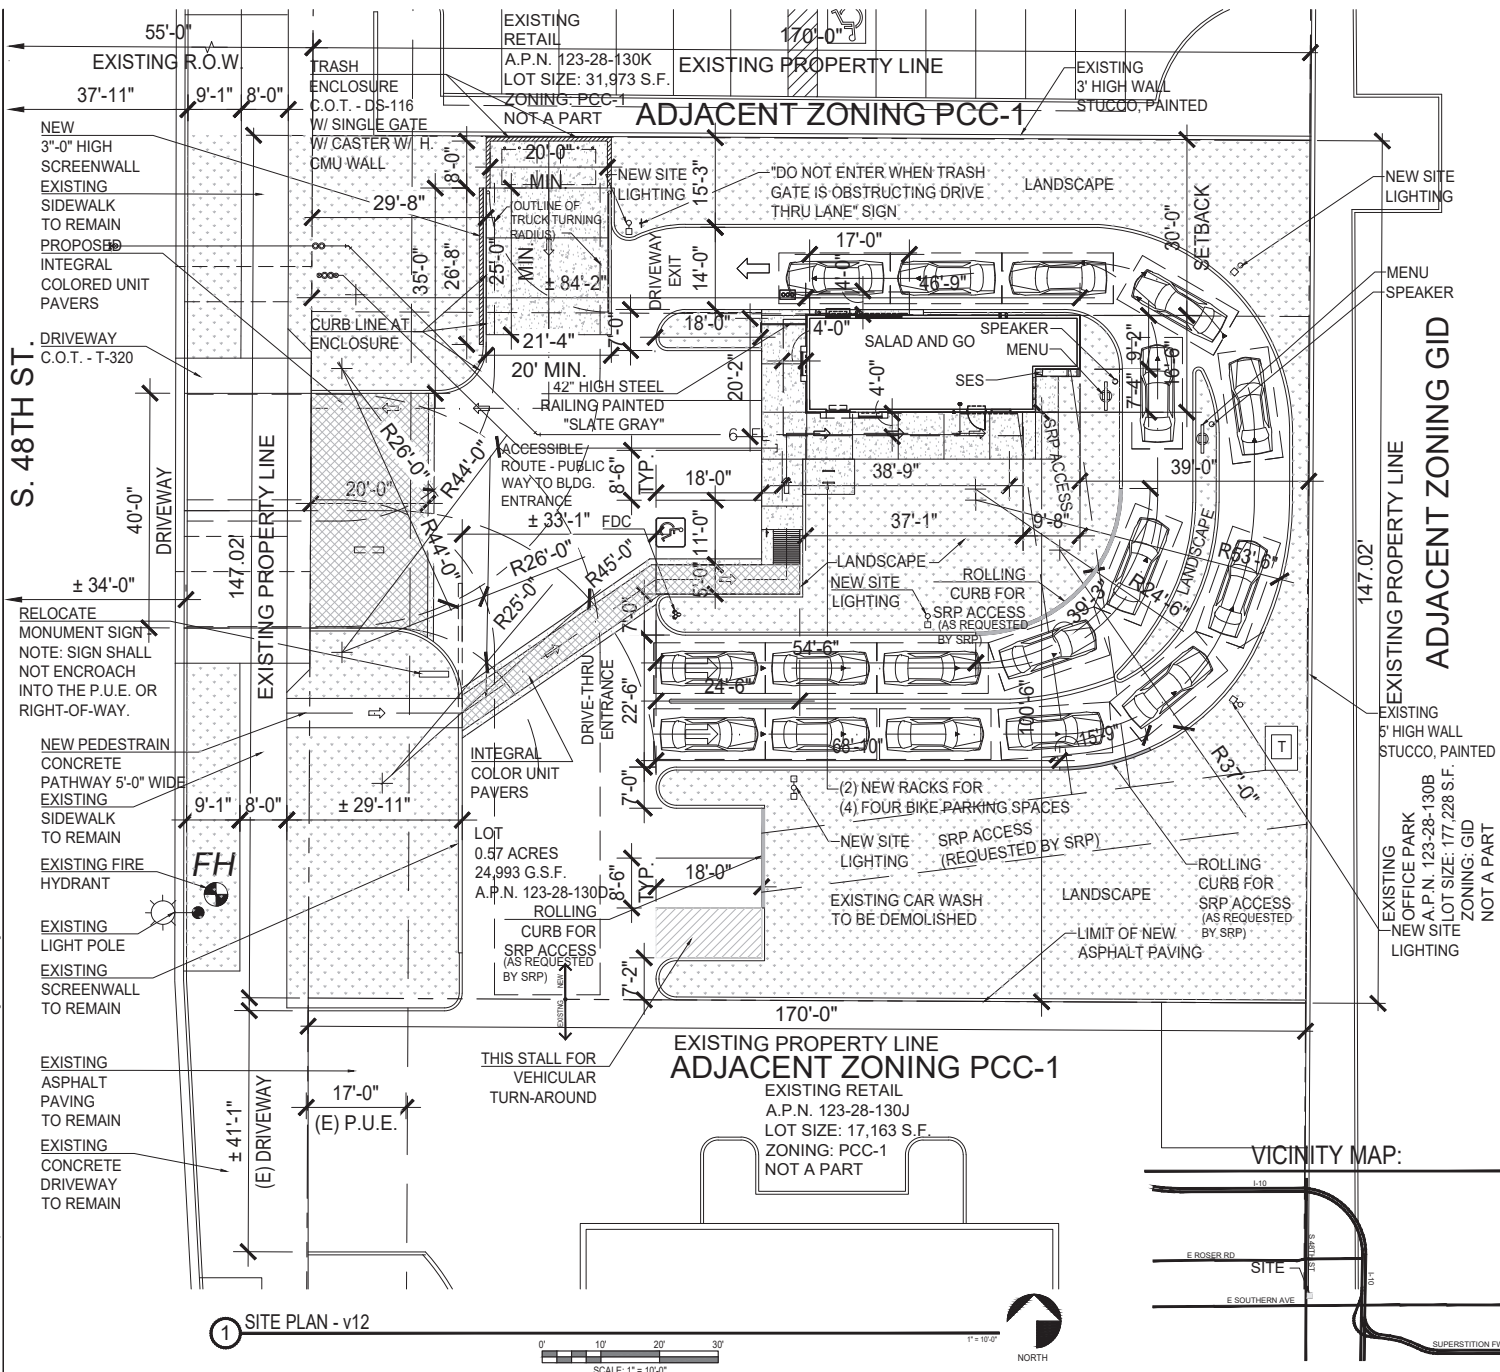 55'-0"
EXISTING R.O.W.
37'-11"
9'-1"
8'-0"
170'-0"
EXISTING PROPERTY LINE
EXISTING
RETAIL
A.P.N. 123-28-130K
LOT SIZE: 31,973 S.F.
ZONING: PCC-1
NOT A PART
ADJACENT ZONING PCC-1
EXISTING
3' HIGH WALL
STUCCO, PAINTED
TRASH
ENCLOSURE
C.O.T. - DS-116
W/ SINGLE GATE
W/ CASTER W/ H.
CMU WALL
NEW
3"-0" HIGH
SCREENWALL
EXISTING
SIDEWALK
TO REMAIN
PROPOSED
INTEGRAL
COLORED UNIT
PAVERS
DRIVEWAY
C.O.T. - T-320
S. 48TH ST.
8'-0"
20'-0"
MIN
29'-8"
35'-0"
26'-8"
25'-0"
MIN.
OUTLINE OF
TRUCK TURNING
RADIUS)
± 84'-2"
NEW SITE
LIGHTING
15'-3"
"DO NOT ENTER WHEN TRASH
GATE IS OBSTRUCTING DRIVE
THRU LANE" SIGN
LANDSCAPE
30'-0"
SETBACK
NEW SITE
LIGHTING
MENU
SPEAKER
DRIVEWAY
EXIT
14'-0"
17'-0"
4'-0"
46'-9"
CURB LINE AT
ENCLOSURE
21'-4"
20' MIN.
7'-0"
18'-0"
4'-0"
SALAD AND GO
SPEAKER
MENU
SES
9'-2"
7'-4"
16'-6"
42" HIGH STEEL
RAILING PAINTED
"SLATE GRAY"
20'-2"
4'-0"
6
ACCESSIBLE
ROUTE - PUBLIC
WAY TO BLDG.
ENTRANCE
8'-6"
TYP.
18'-0"
38'-9"
SRP ACCESS
39'-0"
R26'-0"
R44'-0"
20'-0"
R44'-0"
± 33'-1"
FDC
11'-0"
37'-1"
9'-8"
LANDSCAPE
R53'-6"
R24'-6"
39'-3"
40'-0"
DRIVEWAY
147.02'
EXISTING PROPERTY LINE
± 34'-0"
R26'-0"
R45'-0"
R25'-0"
5'-0"
7'-0"
LANDSCAPE
NEW SITE
LIGHTING
ROLLING
CURB FOR
SRP ACCESS
(AS REQUESTED
BY SRP)
147.02'
EXISTING PROPERTY LINE
ADJACENT ZONING GID
RELOCATE
MONUMENT SIGN
NOTE: SIGN SHALL
NOT ENCROACH
INTO THE P.U.E. OR
RIGHT-OF-WAY.
DRIVE-THRU
ENTRANCE
22'-6"
54'-6"
24'-6"
68'-10"
100'-6"
15'-9"
R37'-0"
T
EXISTING
5' HIGH WALL
STUCCO, PAINTED
NEW PEDESTRAIN
CONCRETE
PATHWAY 5'-0" WIDE
EXISTING
SIDEWALK
TO REMAIN
INTEGRAL
COLOR UNIT
PAVERS
7'-0"
(2) NEW RACKS FOR
(4) FOUR BIKE PARKING SPACES
9'-1"
8'-0"
± 29'-11"
LOT
0.57 ACRES
24,993 G.S.F.
A.P.N. 123-28-130D
NEW SITE
LIGHTING
SRP ACCESS
(REQUESTED BY SRP)
EXISTING FIRE
HYDRANT
FH
8'-6"
TYP.
18'-0"
EXISTING CAR WASH
TO BE DEMOLISHED
LANDSCAPE
ROLLING
CURB FOR
SRP ACCESS
(AS REQUESTED
BY SRP)
EXISTING
OFFICE PARK
A.P.N. 123-28-130B
LOT SIZE: 177,228 S.F.
ZONING: GID
NOT A PART
NEW SITE
LIGHTING
EXISTING
LIGHT POLE
ROLLING
CURB FOR
SRP ACCESS
(AS REQUESTED
BY SRP)
LIMIT OF NEW
ASPHALT PAVING
EXISTING
SCREENWALL
TO REMAIN
7'-2"
EXISTING
NEW
170'-0"
EXISTING PROPERTY LINE
ADJACENT ZONING PCC-1
THIS STALL FOR
VEHICULAR
TURN-AROUND
EXISTING RETAIL
A.P.N. 123-28-130J
LOT SIZE: 17,163 S.F.
ZONING: PCC-1
NOT A PART
EXISTING
ASPHALT
PAVING
TO REMAIN
17'-0"
(E) P.U.E.
± 41'-1"
(E) DRIVEWAY
EXISTING
CONCRETE
DRIVEWAY
TO REMAIN
VICINITY MAP:
I-10
E ROSER RD
S 48TH ST
SITE
I-10
E SOUTHERN AVE
SUPERSTITION
1
SITE PLAN - v12
1" = 10'-0"
0'
10'
20'
30'
SCALE: 1" = 10'-0"
NORTH